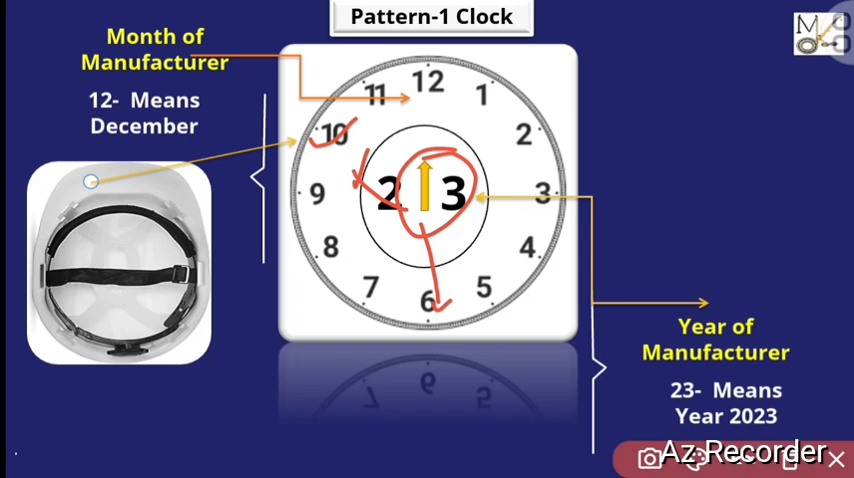 Pattern-1 Clock
Month of
Manufacturer
12- Means
December
12
1
2
3
4
5
6
7
8
9
10
11
2 3
Year of
Manufacturer
23- Means
Year 2023
M
Az Recorder